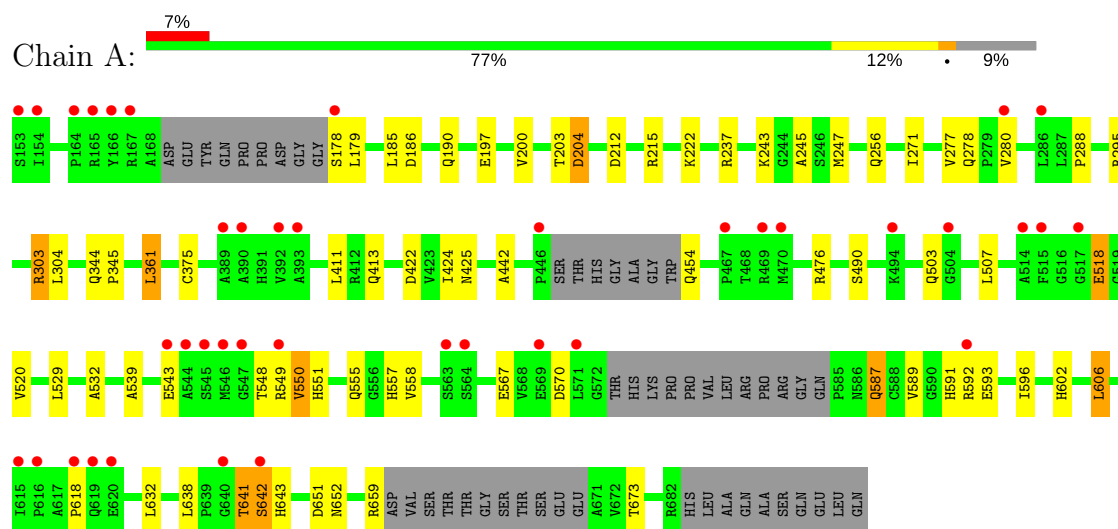 7%
Chain A:
77% 12% • 9%
S153 I154 P164 R165 Y166 R167 A168 ASP GLU TYR GLN PRO PRO ASP GLY GLY S178 L179 L185 D186 Q190 E197 V200 T203 D204 D212 R215 K222 R237 K243 G244 A245 S246 M247 Q256 I271 V277 Q278 P279 V280 L286 L287 P288
R303 L304 Q344 P345 L361 C375 A389 A390 H391 V392 A393 L411 R412 Q413 D422 V423 I424 N425 A442 P446 SER THR HIS GLY ALA GLY TRP Q454 P467 T468 R469 M470 R476 S490 K494 Q503 G504 L507 A514 F515 G516 G517 E518
V520 L529 A532 A539 E543 A544 S545 M546 G547 T548 R549 V550 H551 Q555 G556 H557 V558 S563 S564 E567 V568 E569 D570 L571 G572 THR HIS LYS PRO PRO VAL LEU ARG PRO ARG GLY GLN P585 N586 Q587 C588 V589 G590 H591 R592 E593 I596 H602 L606
I615 P616 A617 P618 Q619 E620 L632 L638 P639 G640 T641 S642 H643 D651 N652 R659 ASP VAL SER THR THR GLY SER THR SER GLU GLU A671 V672 T673 R682 HIS LEU ALA GLN ALA SER GLN GLU LEU GLN